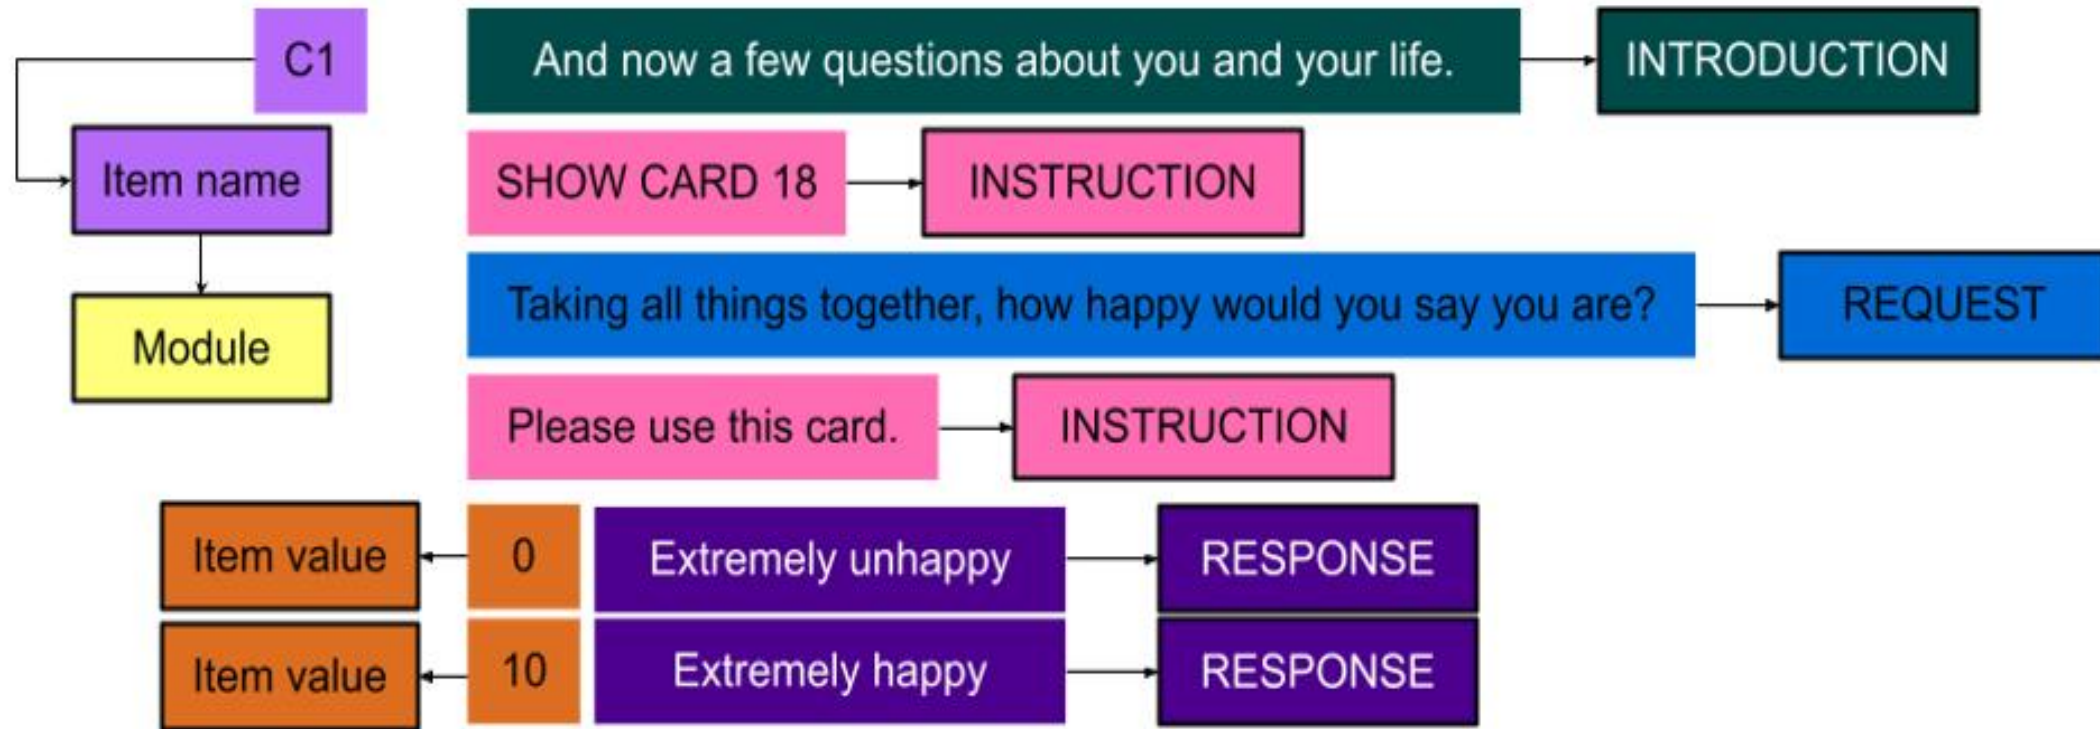 C1 And now a few questions about you and your life. INTRODUCTION
Item name SHOW CARD 18 INSTRUCTION
Taking all things together, how happy would you say you are? REQUEST
Module
Please use this card. INSTRUCTION
Item value 0 Extremely unhappy RESPONSE
Item value 10 Extremely happy RESPONSE